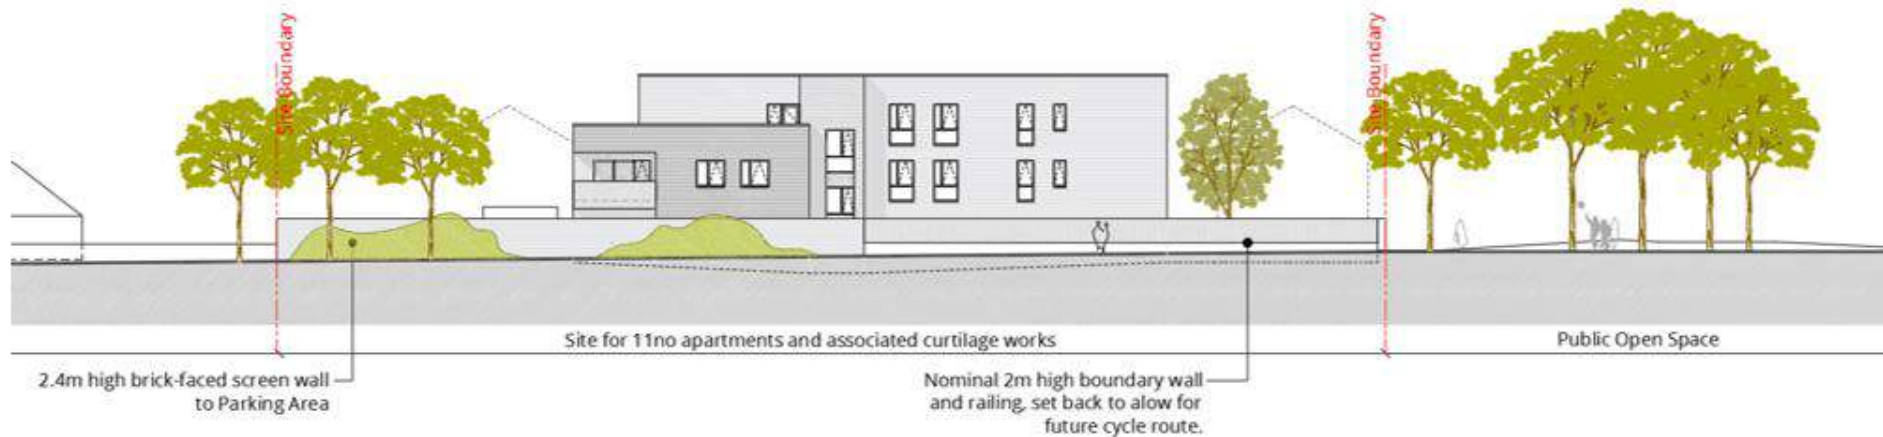 Site Boundary
Site Boundary
Site for 11no apartments and associated curtilage works
Public Open Space
2.4m high brick-faced screen wall
to Parking Area
Nominal 2m high boundary wall
and railing, set back to alow for
future cycle route.